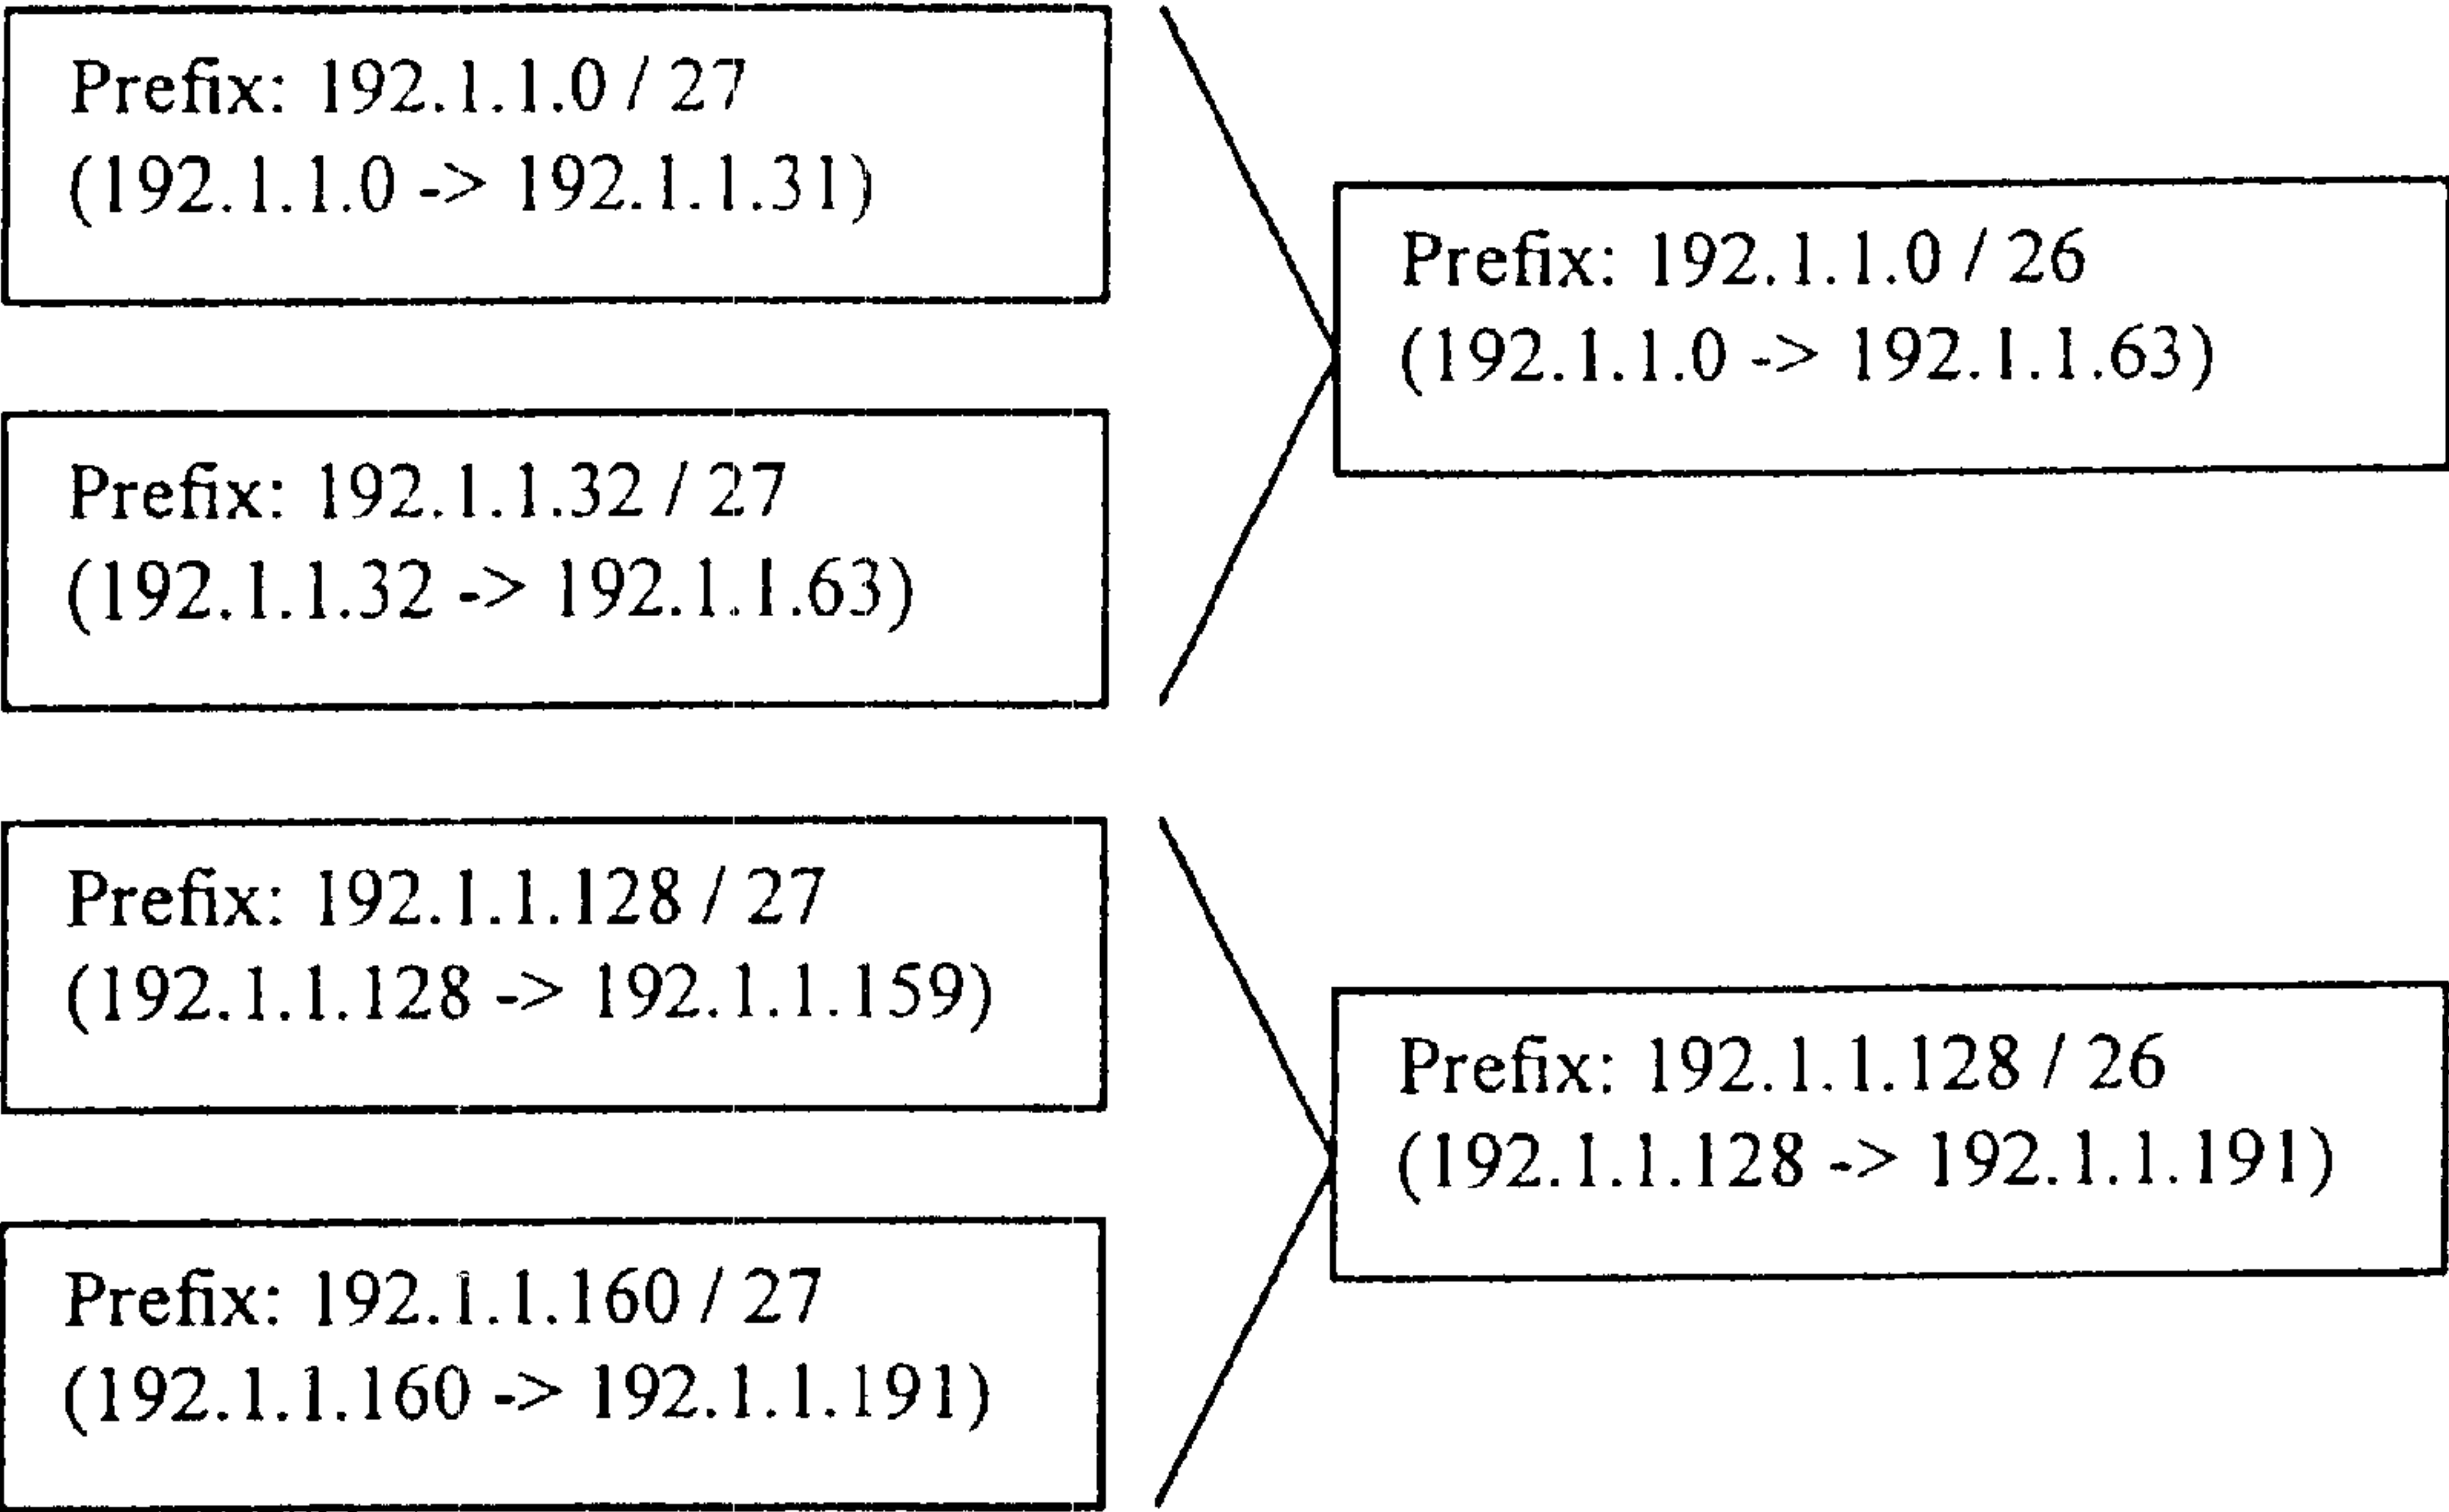 Prefix: 192.1.1.0 / 27
(192.1.1.0 -> 192.1.1.31)
Prefix: 192.1.1.32 / 27
(192.1.1.32 -> 192.1.1.63)
Prefix: 192.1.1.0 / 26
(192.1.1.0 -> 192.1.1.63)
Prefix: 192.1.1.128 / 27
(192.1.1.128 -> 192.1.1.159)
Prefix: 192.1.1.160 / 27
(192.1.1.160 -> 192.1.1.191)
Prefix: 192.1.1.128 / 26
(192.1.1.128 -> 192.1.1.191)